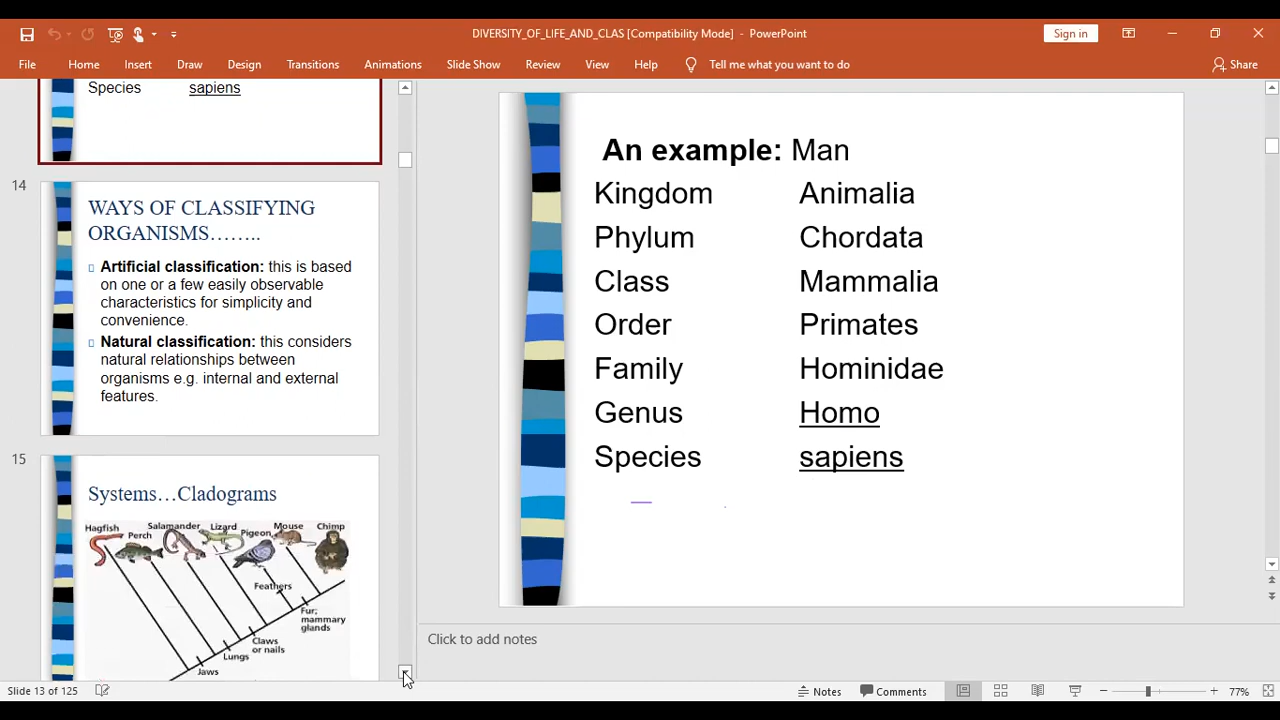 DIVERSITY_OF_LIFE_AND_CLAS [Compatibility Mode] - PowerPoint
Sign in
File Home Insert Draw Design Transitions Animations Slide Show Review View Help Tell me what you want to do Share
Species sapiens
14
WAYS OF CLASSIFYING
ORGANISMS........
Artificial classification: this is based
on one or a few easily observable
characteristics for simplicity and
convenience.
Natural classification: this considers
natural relationships between
organisms e.g. internal and external
features.
15
Systems…Cladograms
Hagfish Perch Salamander Lizard Pigeon Mouse Chimp
Feathers
Fur;
mammary
glands
Claws
or nails
Lungs
Jaws
An example: Man
Kingdom Animalia
Phylum Chordata
Class Mammalia
Order Primates
Family Hominidae
Genus Homo
Species sapiens
Click to add notes
Slide 13 of 125 Notes Comments 77%